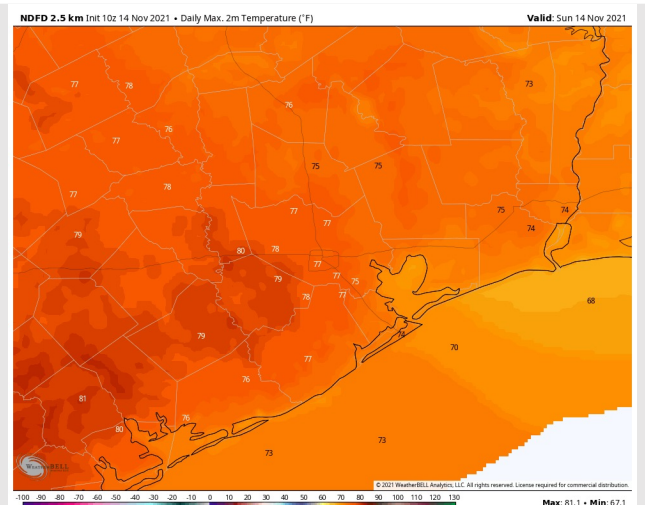 NDFD 2.5 km Init 10z 14 Nov 2021 • Daily Max. 2m Temperature (°F) Valid: Sun 14 Nov 2021
77 78 73
76
76
77
75 75
78
77
77 75 74
77 74
79
80 78
77
79 77 75
78 77
68
79 74
70
77
76
81
76
80
73
73
WeatherBELL
© 2021 WeatherBELL Analytics, LLC. All rights reserved. License required for commercial distribution.
-100 -90 -80 -70 -60 -50 -40 -30 -20 -10 0 10 20 30 40 50 60 70 80 90 100 110 120 130
Max: 81.1 • Min: 67.1